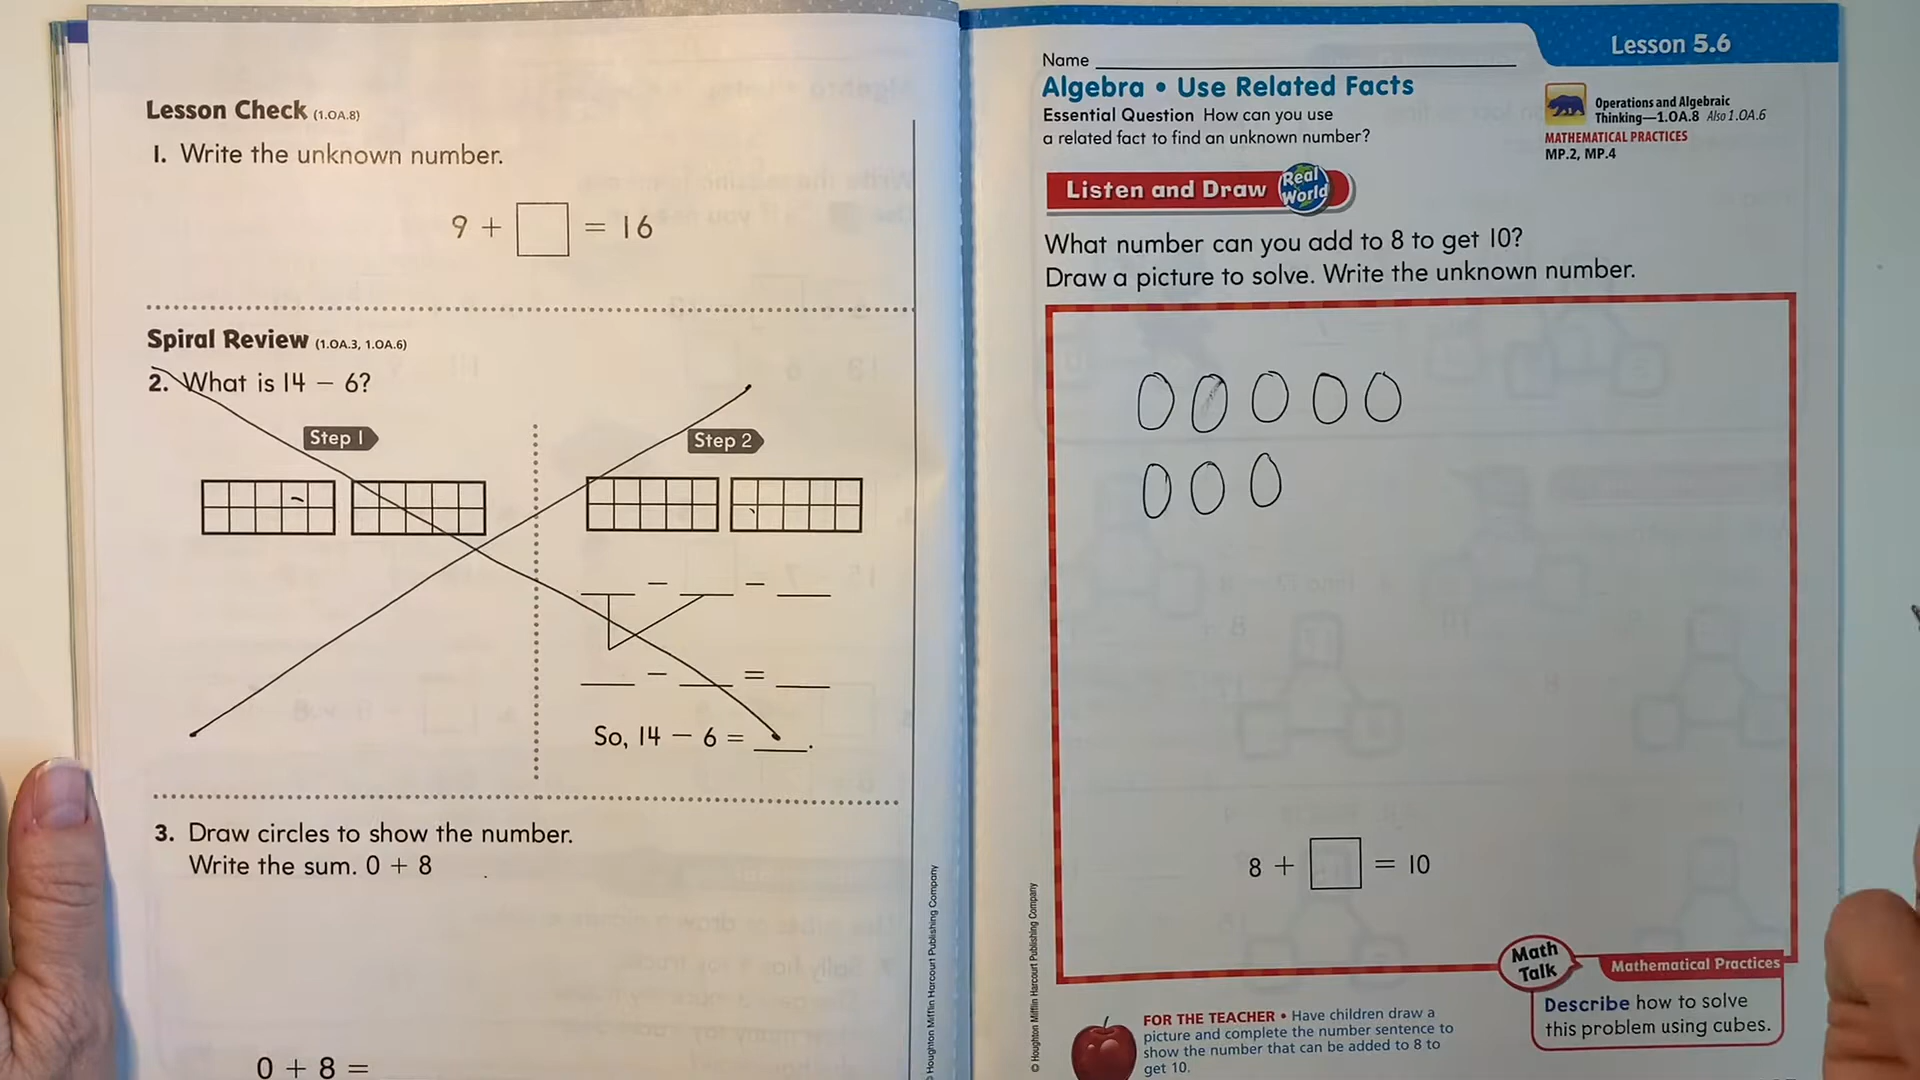 Lesson Check (1.OA.8)
1. Write the unknown number.
9 + □ = 16
Spiral Review (1.OA.3, 1.OA.6)
2. What is 14 − 6?
Step 1
Step 2
__ − __ − __
__ − __ = __
So, 14 − 6 = __.
3. Draw circles to show the number.
Write the sum. 0 + 8
0 + 8 =
© Houghton Mifflin Harcourt Publishing Company
Lesson 5.6
Name
Algebra • Use Related Facts
Essential Question How can you use
a related fact to find an unknown number?
Operations and Algebraic
Thinking—1.OA.8 Also 1.OA.6
MATHEMATICAL PRACTICES
MP.2, MP.4
Listen and Draw Real World
What number can you add to 8 to get 10?
Draw a picture to solve. Write the unknown number.
8 + □ = 10
Math Talk
Mathematical Practices
Describe how to solve
this problem using cubes.
FOR THE TEACHER • Have children draw a
picture and complete the number sentence to
show the number that can be added to 8 to
get 10.
© Houghton Mifflin Harcourt Publishing Company